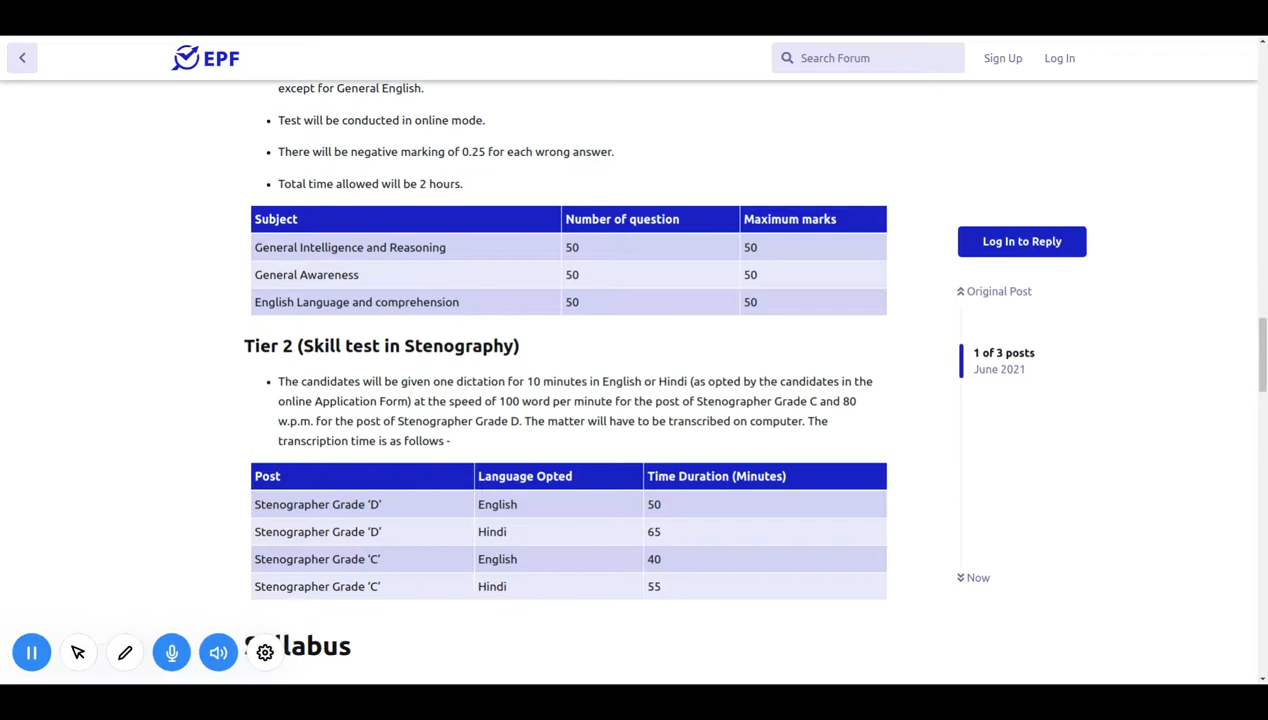 EPF
Search Forum
Sign Up
Log In
except for General English.
• Test will be conducted in online mode.
• There will be negative marking of 0.25 for each wrong answer.
• Total time allowed will be 2 hours.
Subject Number of question Maximum marks
General Intelligence and Reasoning 50 50
General Awareness 50 50
English Language and comprehension 50 50
Tier 2 (Skill test in Stenography)
• The candidates will be given one dictation for 10 minutes in English or Hindi (as opted by the candidates in the
online Application Form) at the speed of 100 word per minute for the post of Stenographer Grade C and 80
w.p.m. for the post of Stenographer Grade D. The matter will have to be transcribed on computer. The
transcription time is as follows -
Post Language Opted Time Duration (Minutes)
Stenographer Grade ‘D’ English 50
Stenographer Grade ‘D’ Hindi 65
Stenographer Grade ‘C’ English 40
Stenographer Grade ‘C’ Hindi 55
Log In to Reply
Original Post
1 of 3 posts
June 2021
Now